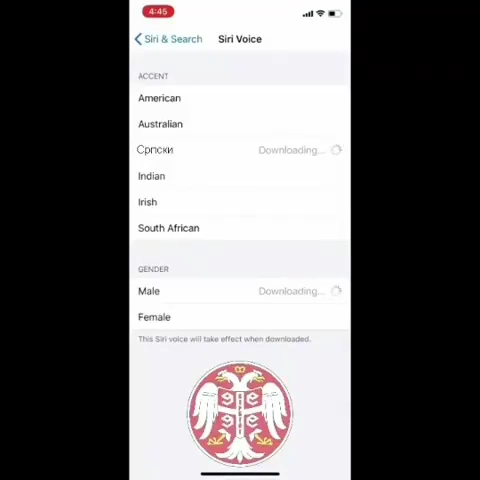 4:45
Siri & Search
Siri Voice
ACCENT
American
Australian
Српски
Downloading...
Indian
Irish
South African
GENDER
Male
Downloading...
Female
This Siri voice will take effect when downloaded.